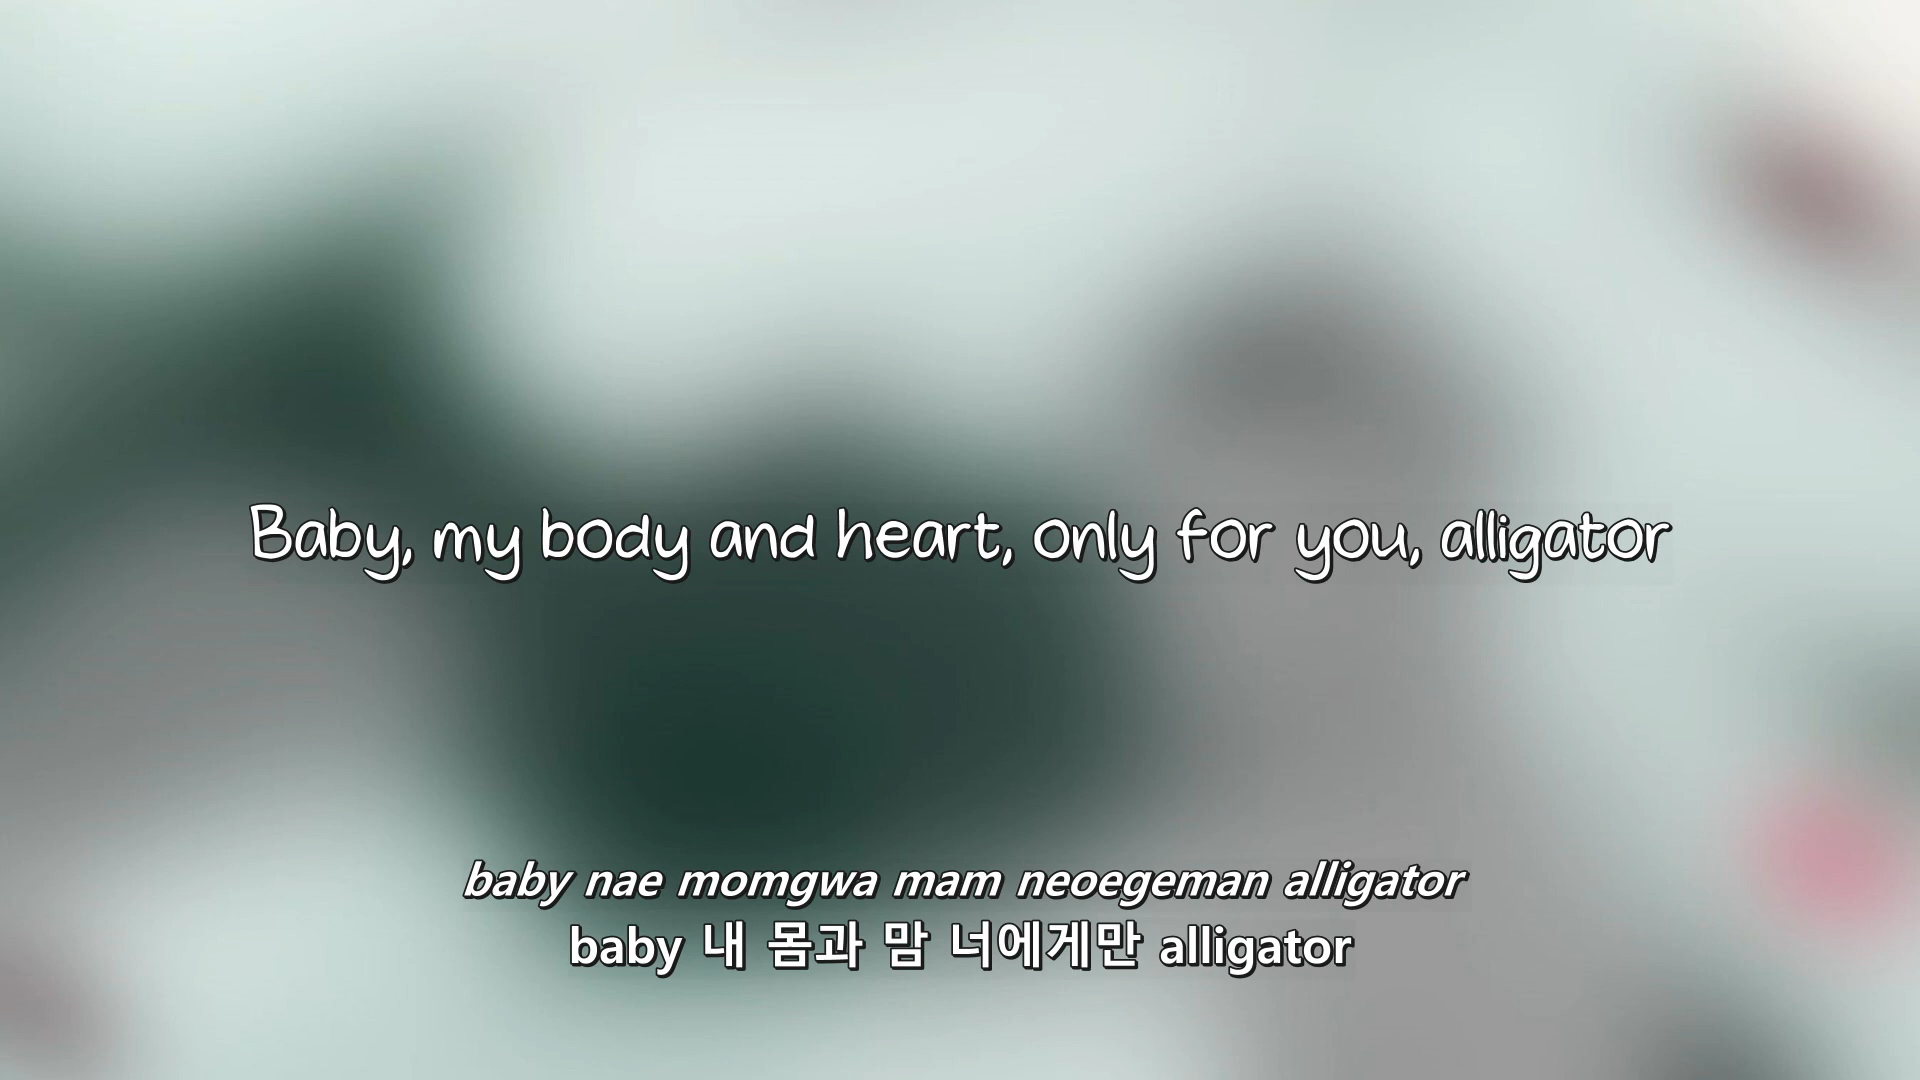 Baby, my body and heart, only for you, alligator
baby nae momgwa mam neoegeman alligator
baby 내 몸과 맘 너에게만 alligator